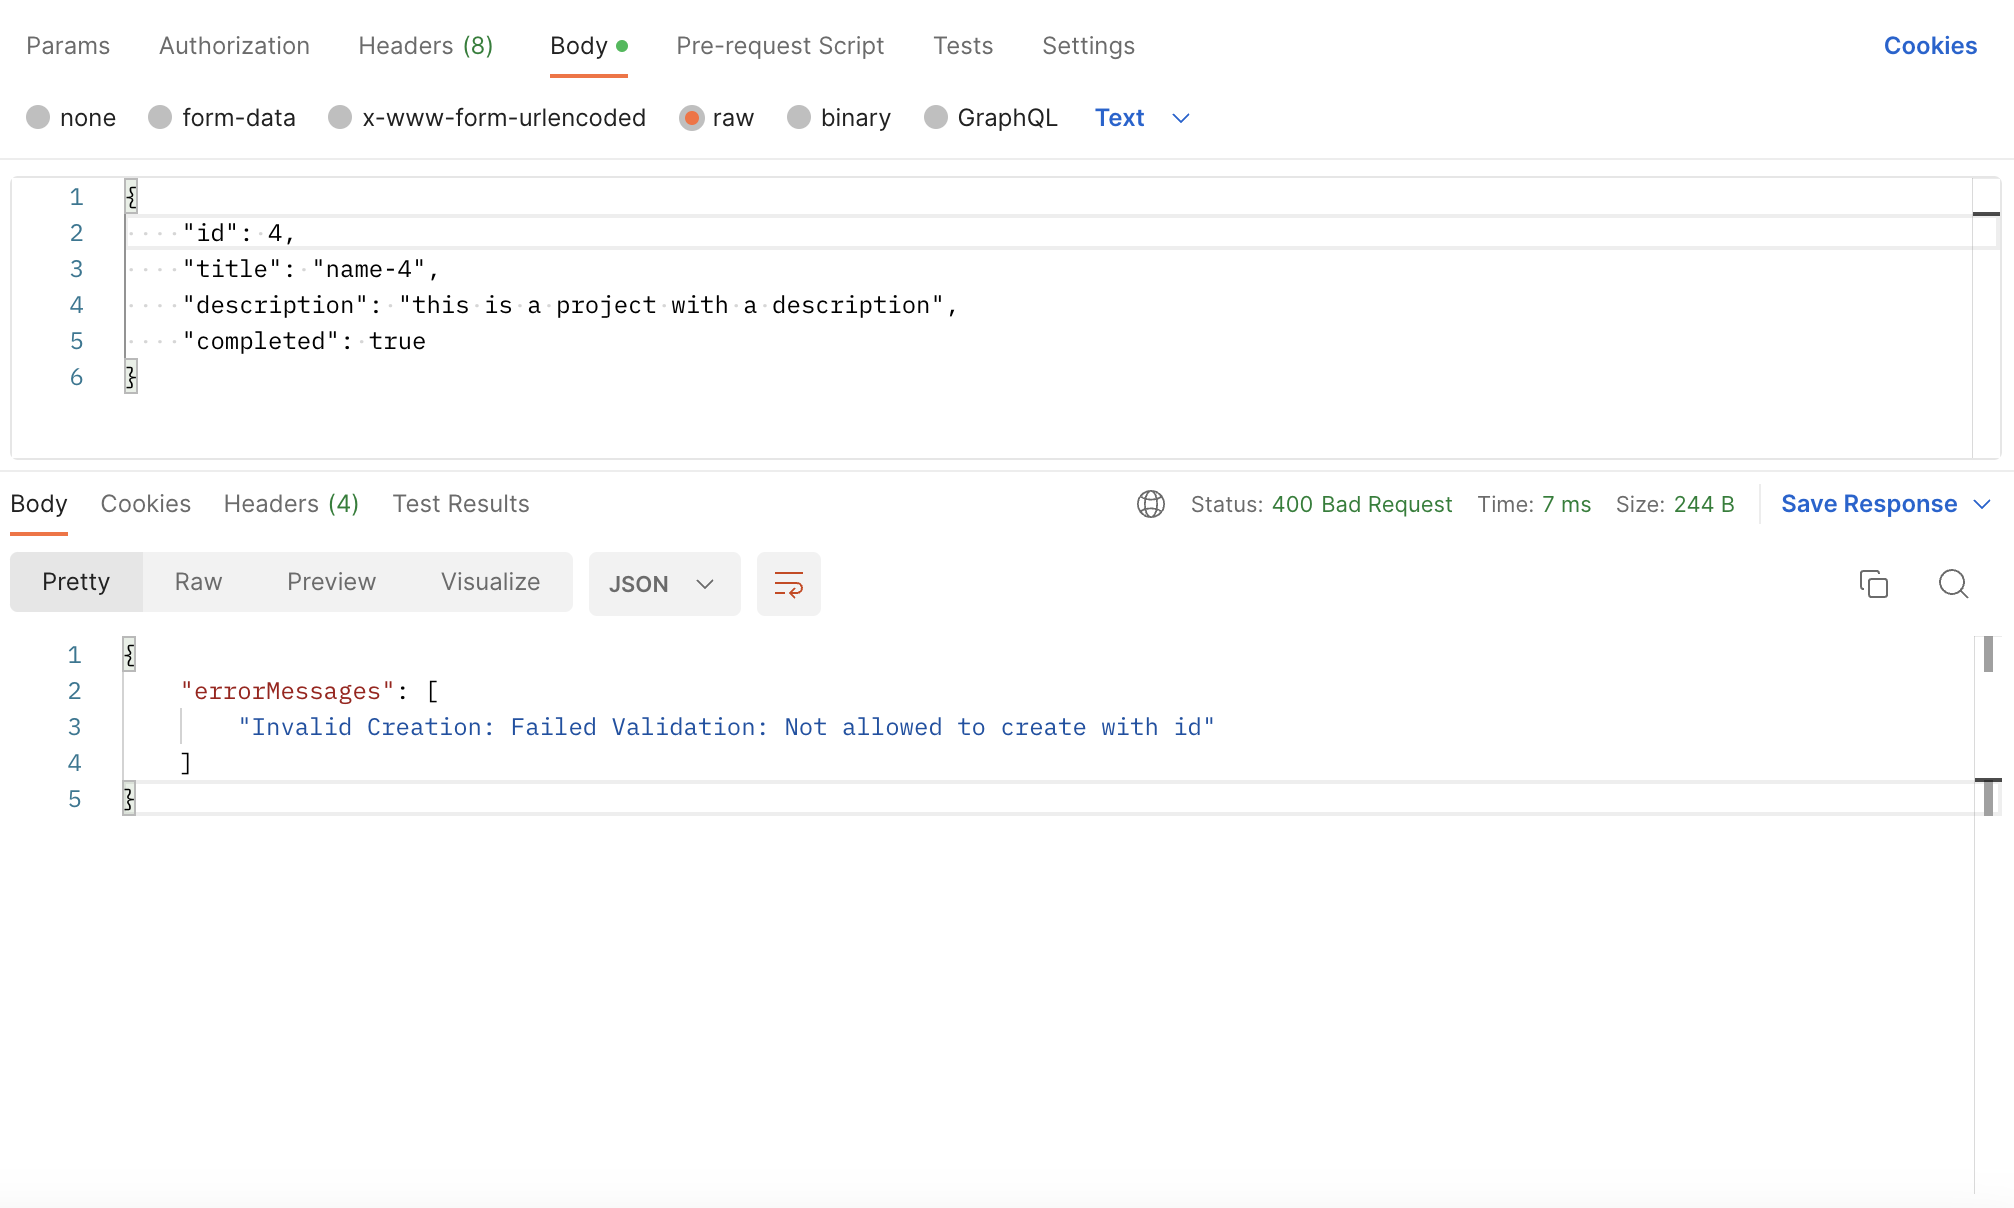 Params Authorization Headers (8) Body Pre-request Script Tests Settings Cookies
none form-data x-www-form-urlencoded raw binary GraphQL Text
1 {
2 "id": 4,
3 "title": "name-4",
4 "description": "this is a project with a description",
5 "completed": true
6 }
Body Cookies Headers (4) Test Results Status: 400 Bad Request Time: 7 ms Size: 244 B Save Response
Pretty Raw Preview Visualize JSON
1 {
2 "errorMessages": [
3 "Invalid Creation: Failed Validation: Not allowed to create with id"
4 ]
5 }